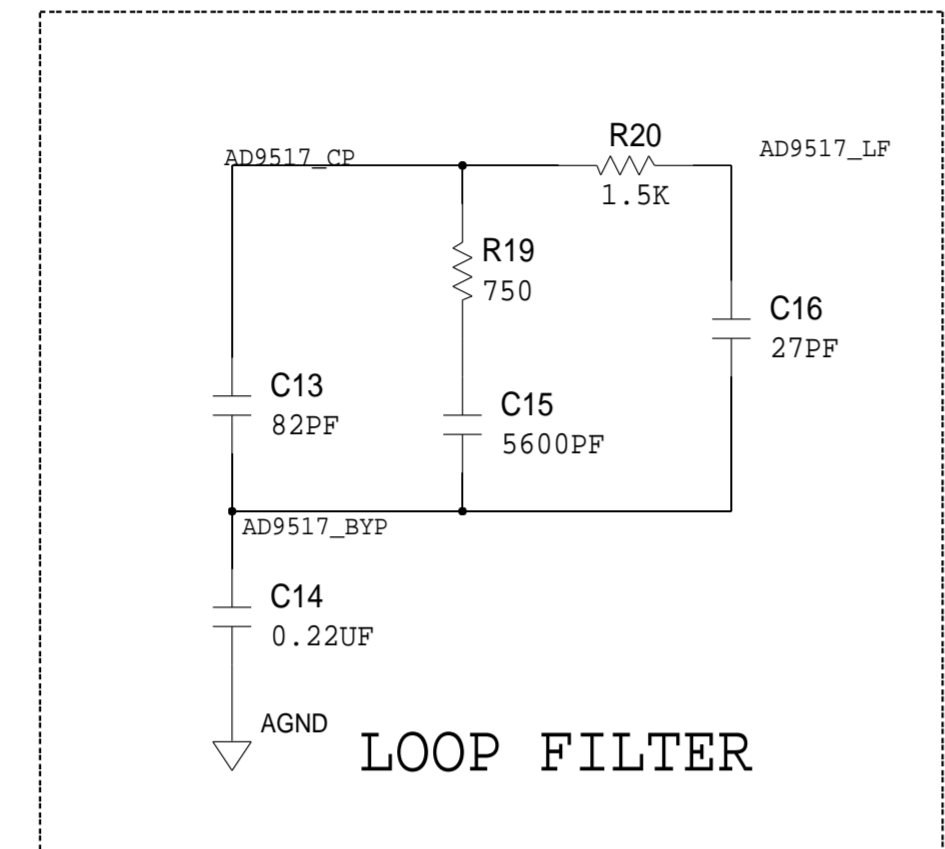 R20
AD9517_CP
AD9517_LF
1.5K
R19
750
C16
27PF
C13
82PF
C15
5600PF
AD9517_BYP
C14
0.22UF
AGND
LOOP FILTER